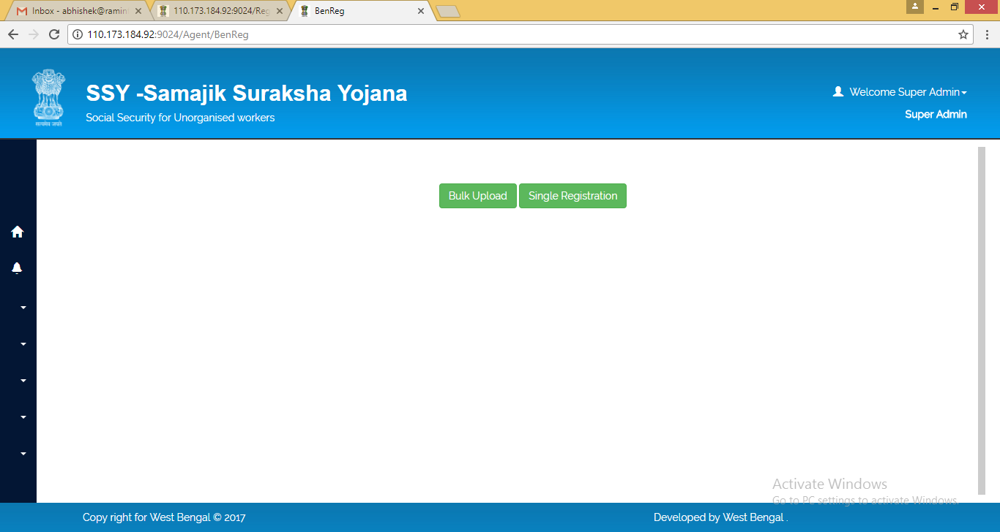 Inbox - abhishek@ramin
110.173.184.92:9024/Reg
BenReg
110.173.184.92:9024/Agent/BenReg
SSY -Samajik Suraksha Yojana
Social Security for Unorganised workers
सत्यमेव जयते
Welcome Super Admin
Super Admin
Bulk Upload
Single Registration
Activate Windows
Go to PC settings to activate Windows.
Copy right for West Bengal © 2017
Developed by West Bengal .